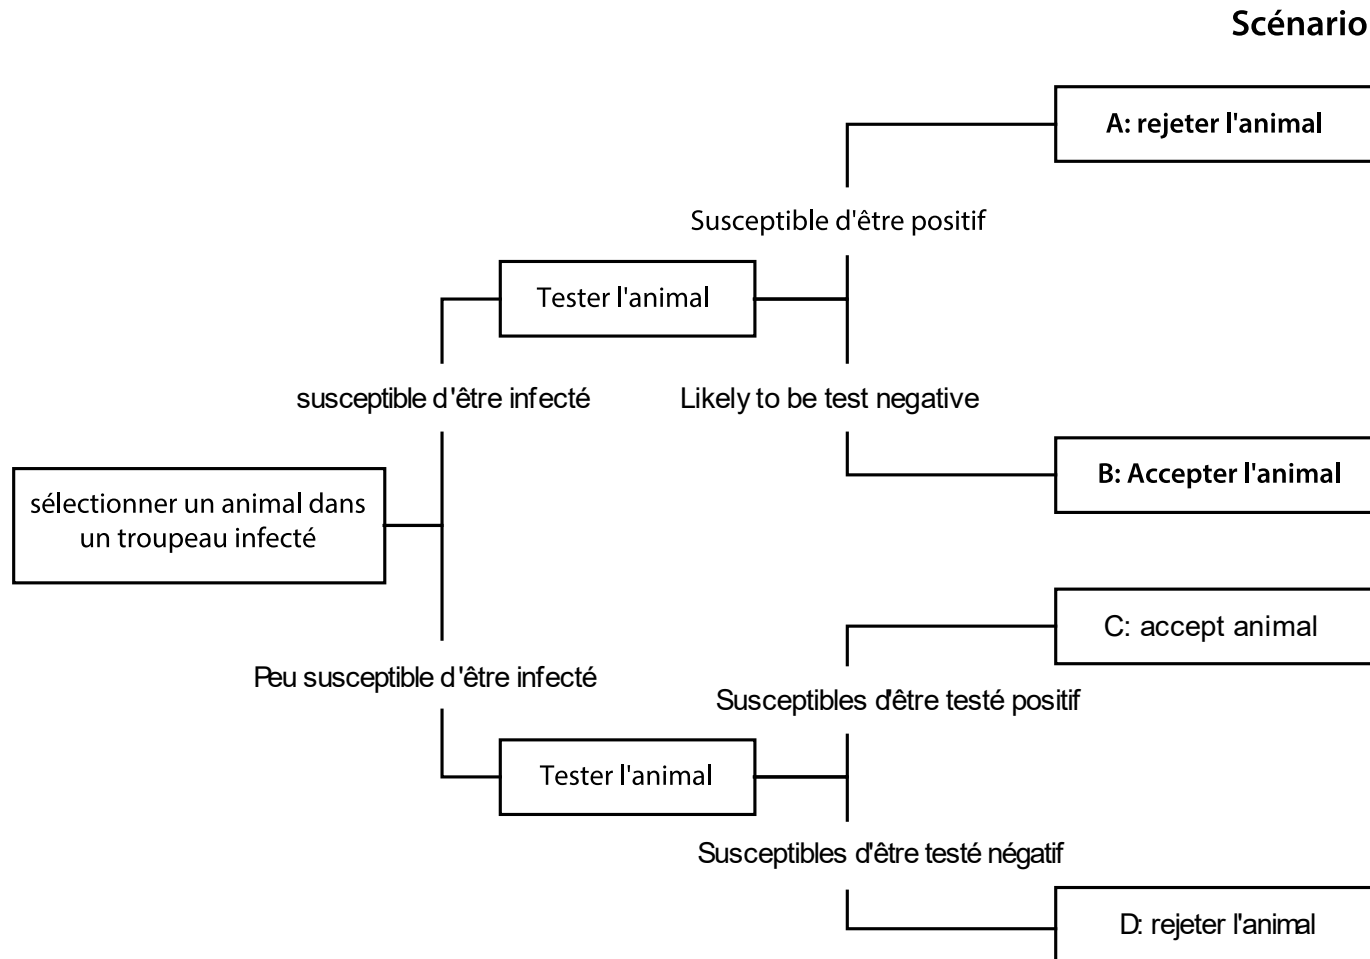 Scénario
A: rejeter l'animal
Susceptible d'être positif
Tester l'animal
susceptible d'être infecté
Likely to be test negative
B: Accepter l'animal
sélectionner un animal dans
un troupeau infecté
C: accept animal
Peu susceptible d'être infecté
Susceptibles d'être testé positif
Tester l'animal
Susceptibles d'être testé négatif
D: rejeter l'animal